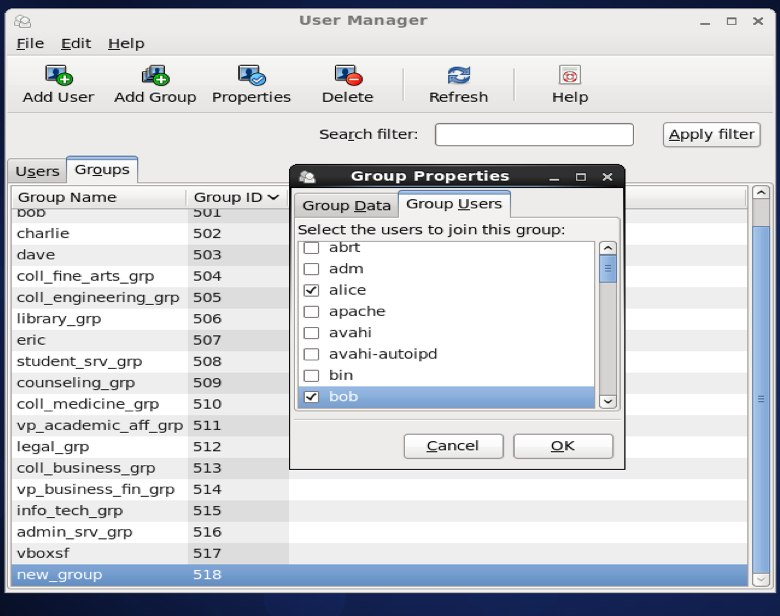 User Manager
File Edit Help
Add User Add Group Properties Delete Refresh Help
Search filter: Apply filter
Users Groups
Group Name Group ID
bob 501
charlie 502
dave 503
coll_fine_arts_grp 504
coll_engineering_grp 505
library_grp 506
eric 507
student_srv_grp 508
counseling_grp 509
coll_medicine_grp 510
vp_academic_aff_grp 511
legal_grp 512
coll_business_grp 513
vp_business_fin_grp 514
info_tech_grp 515
admin_srv_grp 516
vboxsf 517
new_group 518
Group Properties
Group Data Group Users
Select the users to join this group:
abrt
adm
alice
apache
avahi
avahi-autoipd
bin
bob
Cancel OK